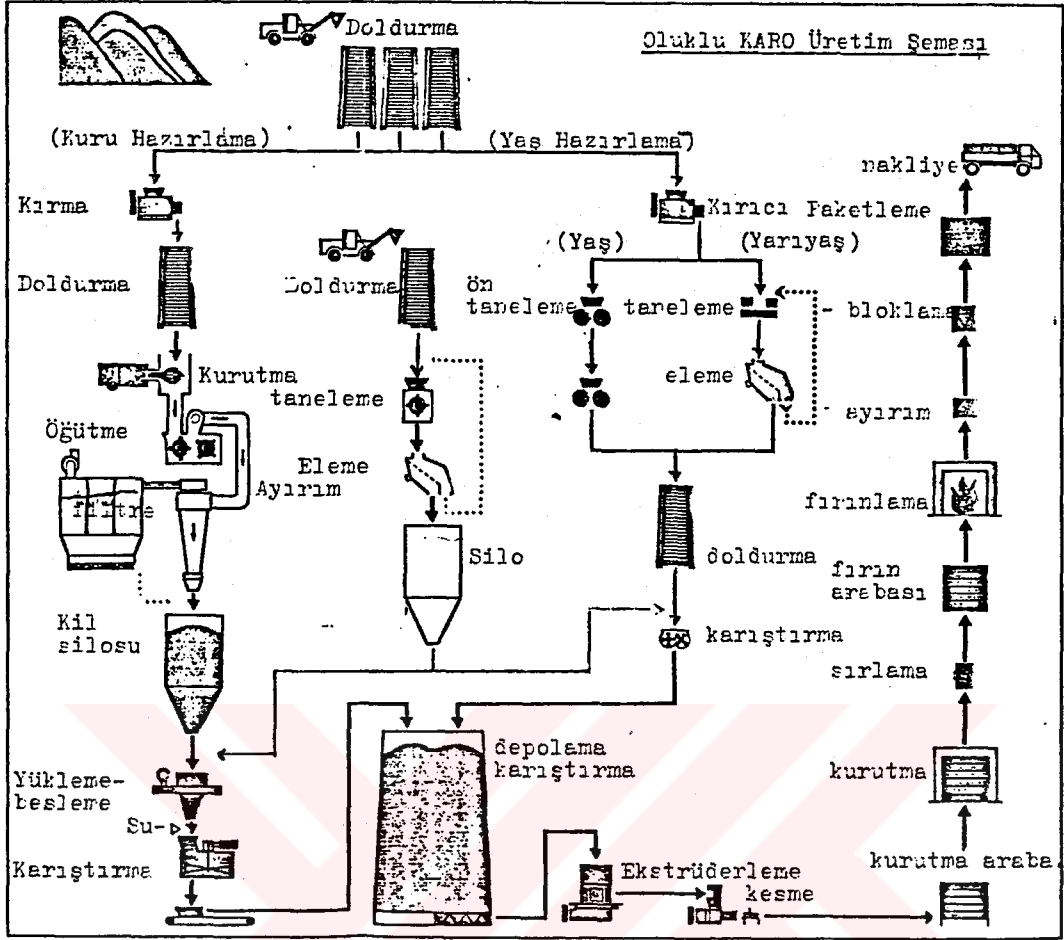 Doldurma
Oluklu KARO Üretim Şeması
(Kuru Hazırlama)
(Yaş Hazırlama)
nakliye
Kırma
Kırıcı
Paketleme
(Yaş)
(Yarıyaş)
Doldurma
Doldurma
ön
taneleme
taneleme
bloklama
Kurutma
taneleme
eleme
ayırım
Öğütme
Eleme
Ayırım
filtre
fırınlama
Silo
doldurma
fırın
arabası
Kil
silosu
karıştırma
sırlama
depolama
karıştırma
kurutma
Yükleme-
besleme
Su-
Karıştırma
Ekstrüderleme
kesme
kurutma araba.